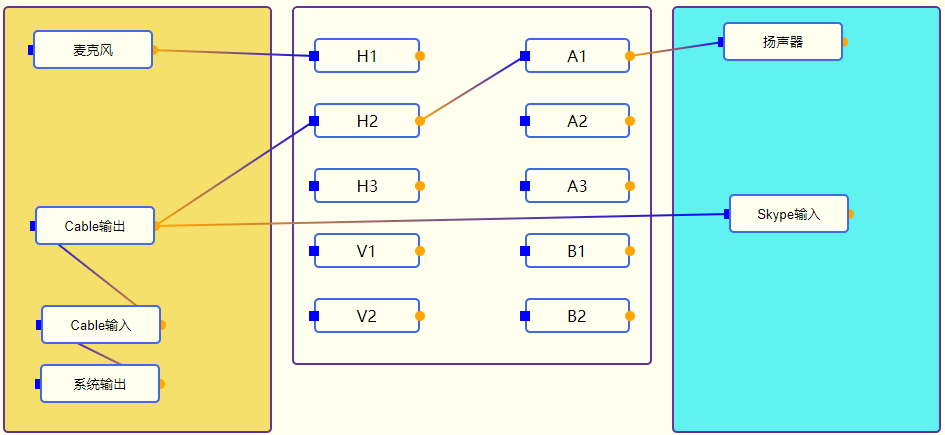 麦克风
Cable输出
Cable输入
系统输出
H1
H2
H3
V1
V2
A1
A2
A3
B1
B2
扬声器
Skype输入